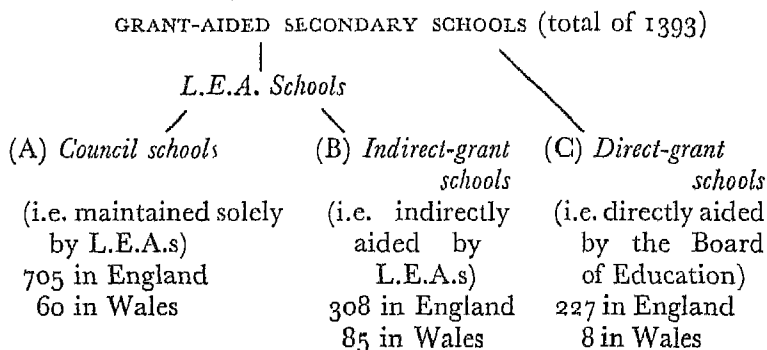 GRANT-AIDED SECONDARY SCHOOLS (total of 1393)
L.E.A. Schools
(A) Council schools
(i.e. maintained solely
by L.E.A.s)
705 in England
60 in Wales
(B) Indirect-grant
schools
(i.e. indirectly
aided by
L.E.A.s)
308 in England
85 in Wales
(C) Direct-grant
schools
(i.e. directly aided
by the Board
of Education)
227 in England
8 in Wales